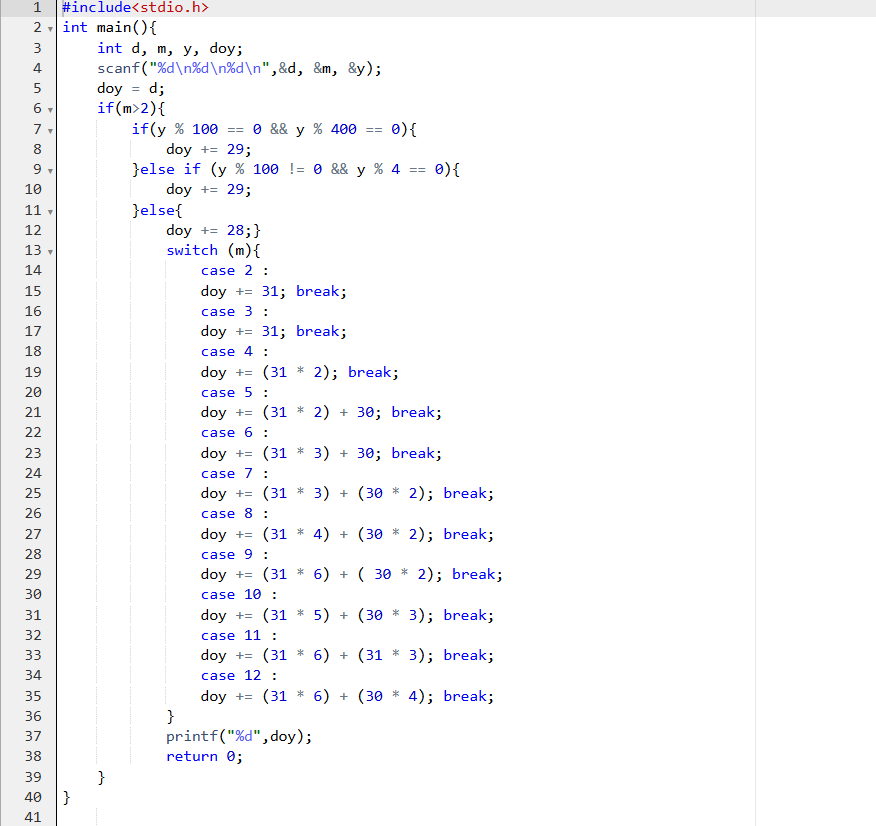 1 #include<stdio.h>
2 int main(){
3 int d, m, y, doy;
4 scanf("%d\n%d\n%d\n",&d, &m, &y);
5 doy = d;
6 if(m>2){
7 if(y % 100 == 0 && y % 400 == 0){
8 doy += 29;
9 }else if (y % 100 != 0 && y % 4 == 0){
10 doy += 29;
11 }else{
12 doy += 28;}
13 switch (m){
14 case 2 :
15 doy += 31; break;
16 case 3 :
17 doy += 31; break;
18 case 4 :
19 doy += (31 * 2); break;
20 case 5 :
21 doy += (31 * 2) + 30; break;
22 case 6 :
23 doy += (31 * 3) + 30; break;
24 case 7 :
25 doy += (31 * 3) + (30 * 2); break;
26 case 8 :
27 doy += (31 * 4) + (30 * 2); break;
28 case 9 :
29 doy += (31 * 6) + ( 30 * 2); break;
30 case 10 :
31 doy += (31 * 5) + (30 * 3); break;
32 case 11 :
33 doy += (31 * 6) + (31 * 3); break;
34 case 12 :
35 doy += (31 * 6) + (30 * 4); break;
36 }
37 printf("%d",doy);
38 return 0;
39 }
40 }
41